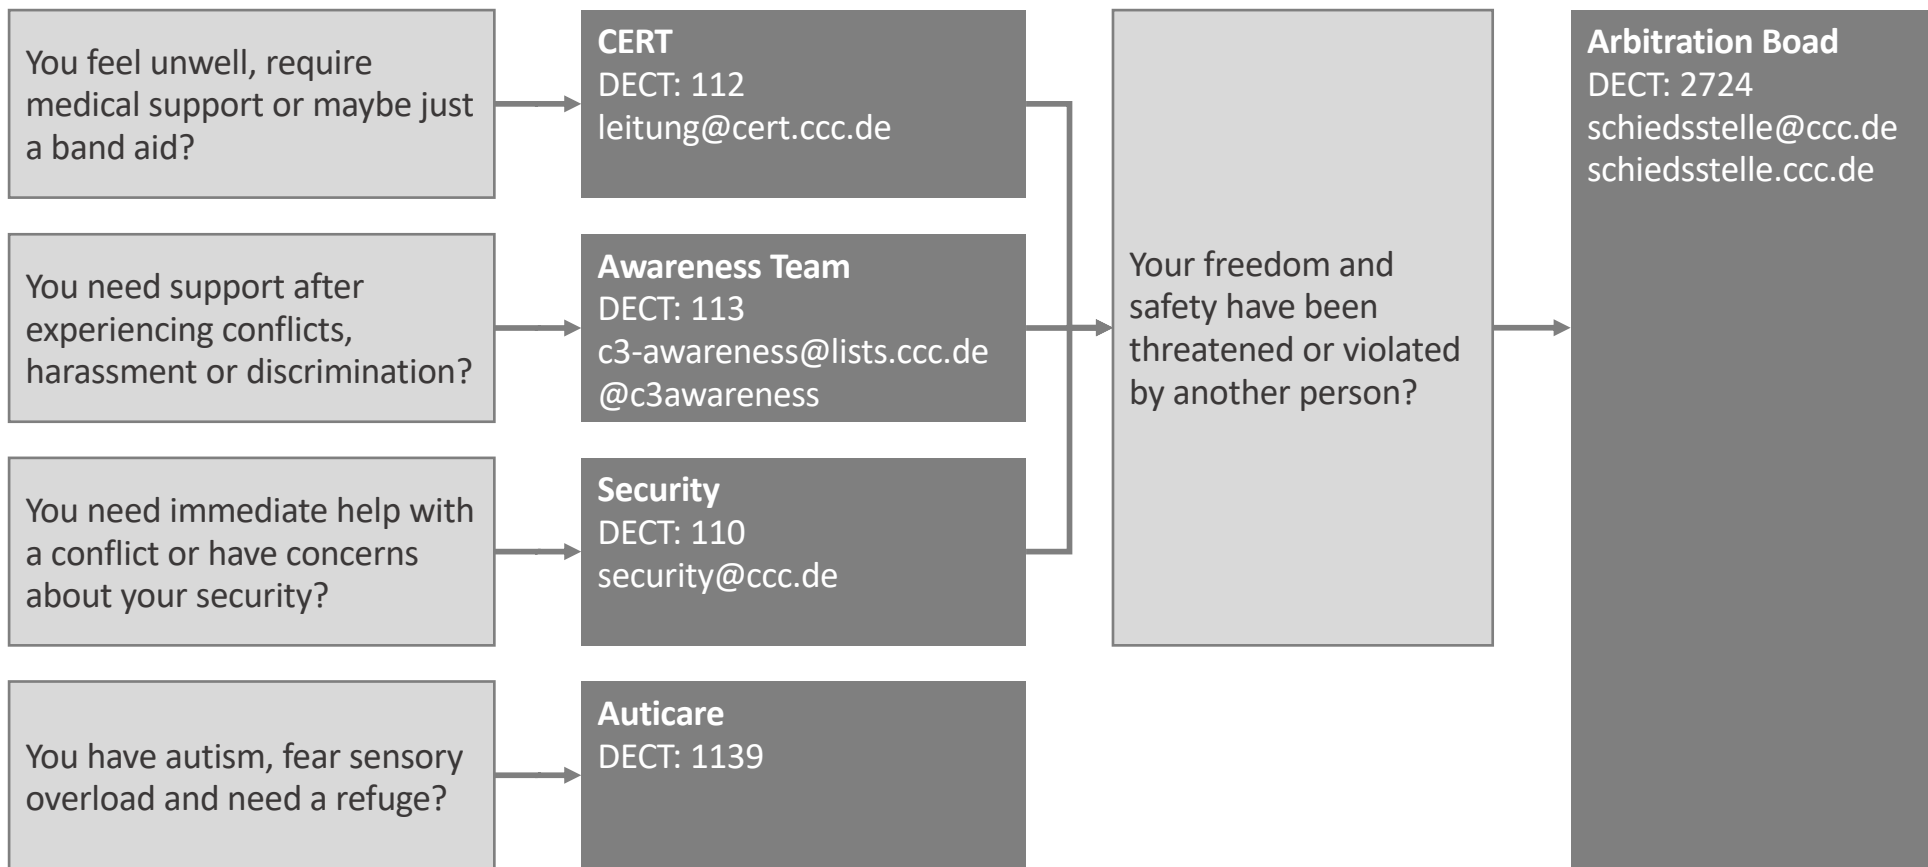 You feel unwell, require
medical support or maybe just
a band aid?
CERT
DECT: 112
leitung@cert.ccc.de
You need support after
experiencing conflicts,
harassment or discrimination?
Awareness Team
DECT: 113
c3-awareness@lists.ccc.de
@c3awareness
You need immediate help with
a conflict or have concerns
about your security?
Security
DECT: 110
security@ccc.de
You have autism, fear sensory
overload and need a refuge?
Auticare
DECT: 1139
Your freedom and
safety have been
threatened or violated
by another person?
Arbitration Boad
DECT: 2724
schiedsstelle@ccc.de
schiedsstelle.ccc.de